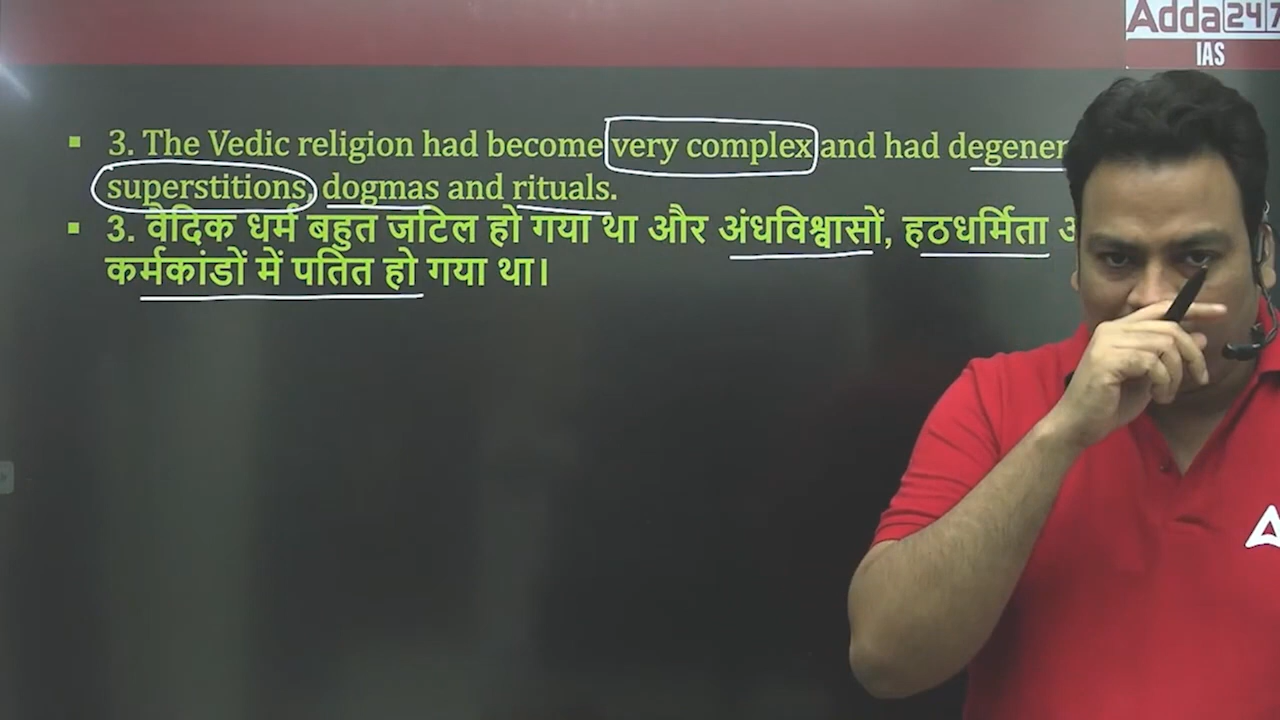 Adda247
IAS
3. The Vedic religion had become very complex and had
superstitions, dogmas and rituals.
3. वैदिक धर्म बहुत जटिल हो गया था और अंधविश्वासों, हठधर्मिता
कर्मकांडों में पतित हो गया था।